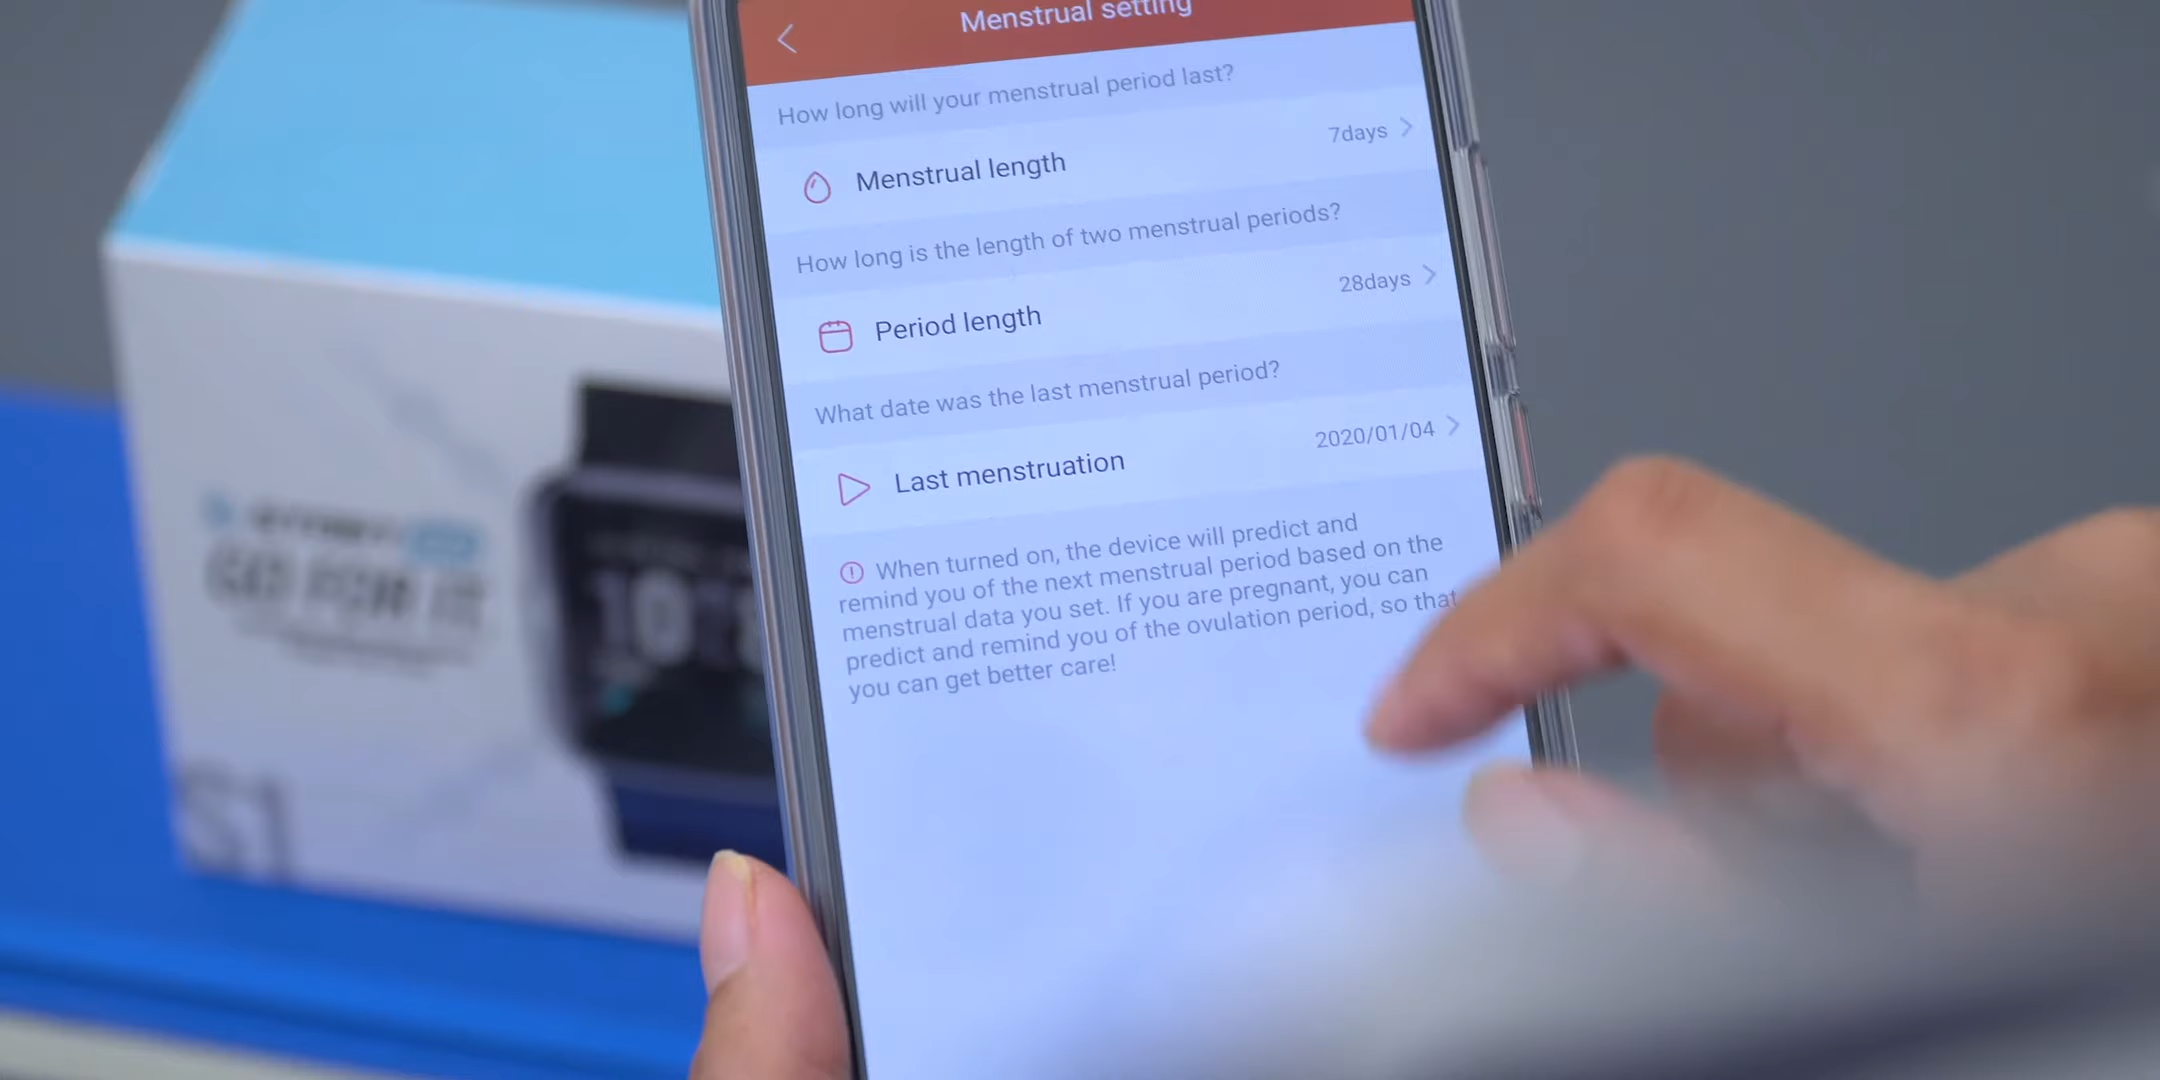 Menstrual setting
How long will your menstrual period last?
Menstrual length
7days
How long is the length of two menstrual periods?
Period length
28days
What date was the last menstrual period?
Last menstruation
2020/01/04
When turned on, the device will predict and
remind you of the next menstrual period based on the
menstrual data you set. If you are pregnant, you can
predict and remind you of the ovulation period, so that
you can get better care!
GO FOR IT
S1